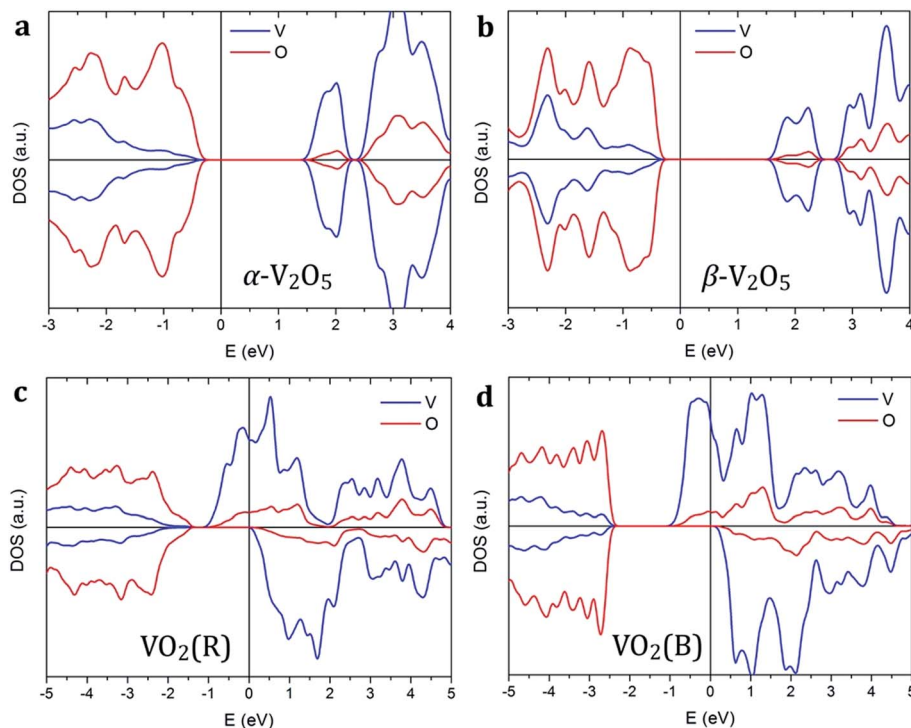 a
V
O
DOS (a.u.)
α-V₂O₅
-3 -2 -1 0 1 2 3 4
E (eV)
b
V
O
DOS (a.u.)
β-V₂O₅
-3 -2 -1 0 1 2 3 4
E (eV)
c
V
O
DOS (a.u.)
VO₂(R)
-5 -4 -3 -2 -1 0 1 2 3 4 5
E (eV)
d
V
O
DOS (a.u.)
VO₂(B)
-5 -4 -3 -2 -1 0 1 2 3 4 5
E (eV)